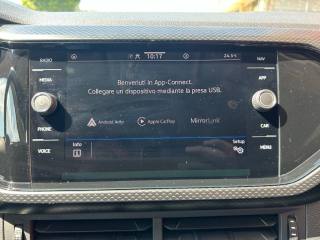 RADIO
10:17
24.5°c
NAV
MEDIA
Benvenuti in App-Connect.
APP
Collegare un dispositivo mediante la presa USB.
Android Auto
Apple CarPlay
MirrorLink
PHONE
CAR
VOICE
Info
Setup
MENU